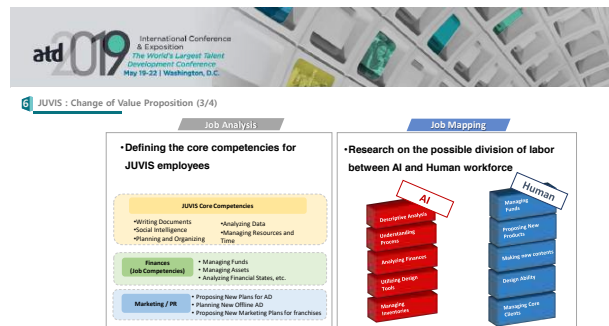 atd 2019
International Conference
& Exposition
The World's Largest Talent
Development Conference
May 19-22 | Washington, D.C.
6 JUVIS : Change of Value Proposition (3/4)
Job Analysis
•Defining the core competencies for
JUVIS employees
JUVIS Core Competencies
•Writing Documents
•Social Intelligence
•Planning and Organizing
•Analyzing Data
•Managing Resources and
Time
Finances
(Job Competencies)
• Managing Funds
• Managing Assets
• Analyzing Financial States, etc.
Marketing / PR
• Proposing New Plans for AD
• Planning New Offline AD
• Proposing New Marketing Plans for franchises
Job Mapping
•Research on the possible division of labor
between AI and Human workforce
AI
Descriptive Analysis
Understanding
Process
Analyzing Finances
Utilizing Design
Tools
Managing
Inventories
Human
Managing
Funds
Proposing New
Products
Making new contents
Design Ability
Managing Core
Clients